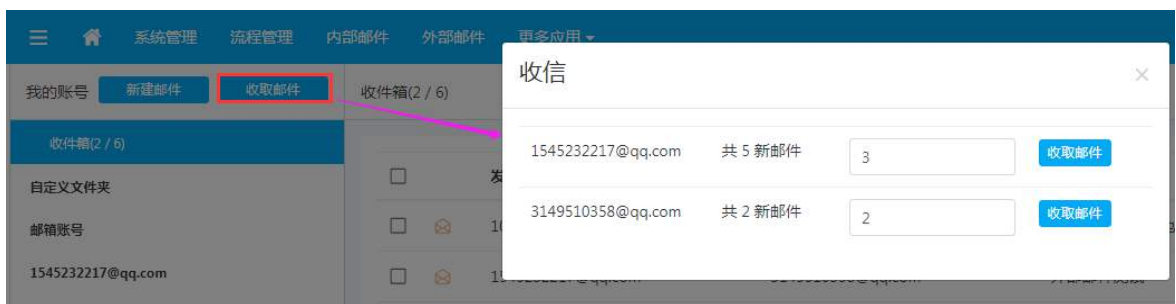 系统管理 流程管理 内部邮件 外部邮件 更多应用
我的账号 新建邮件 收取邮件 收件箱(2 / 6)
收件箱(2 / 6)
自定义文件夹
邮箱账号
1545232217@qq.com
收信
1545232217@qq.com 共 5 新邮件 3 收取邮件
3149510358@qq.com 共 2 新邮件 2 收取邮件